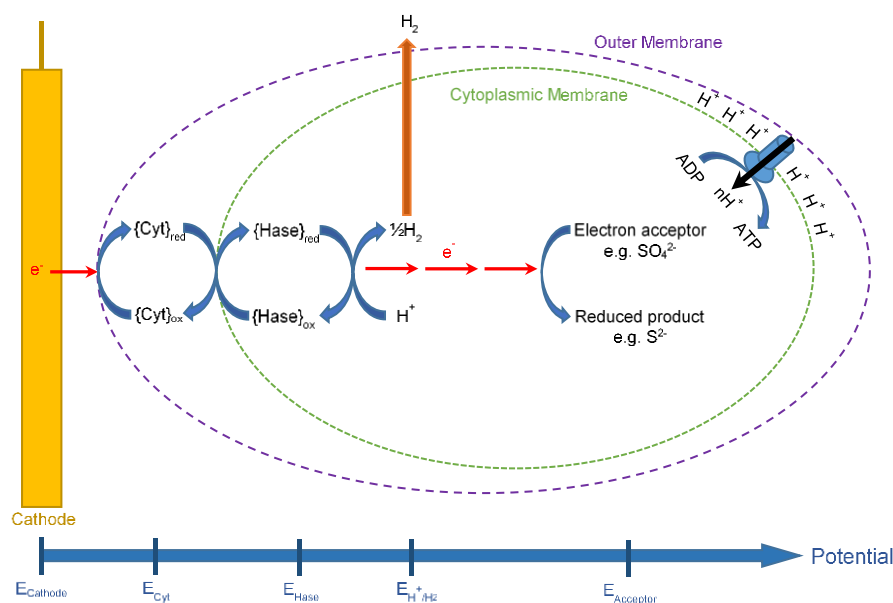 H₂
Outer Membrane
Cytoplasmic Membrane
H⁺ H⁺ H⁺
ADP
nH⁺
ATP
H⁺ H⁺ H⁺
{Cyt}red
{Hase}red
½H₂
Electron acceptor
e.g. SO₄²⁻
e⁻
e⁻
{Cyt}ox
{Hase}ox
H⁺
Reduced product
e.g. S²⁻
Cathode
Potential
ECathode
ECyt
EHase
EH⁺/H₂
EAcceptor